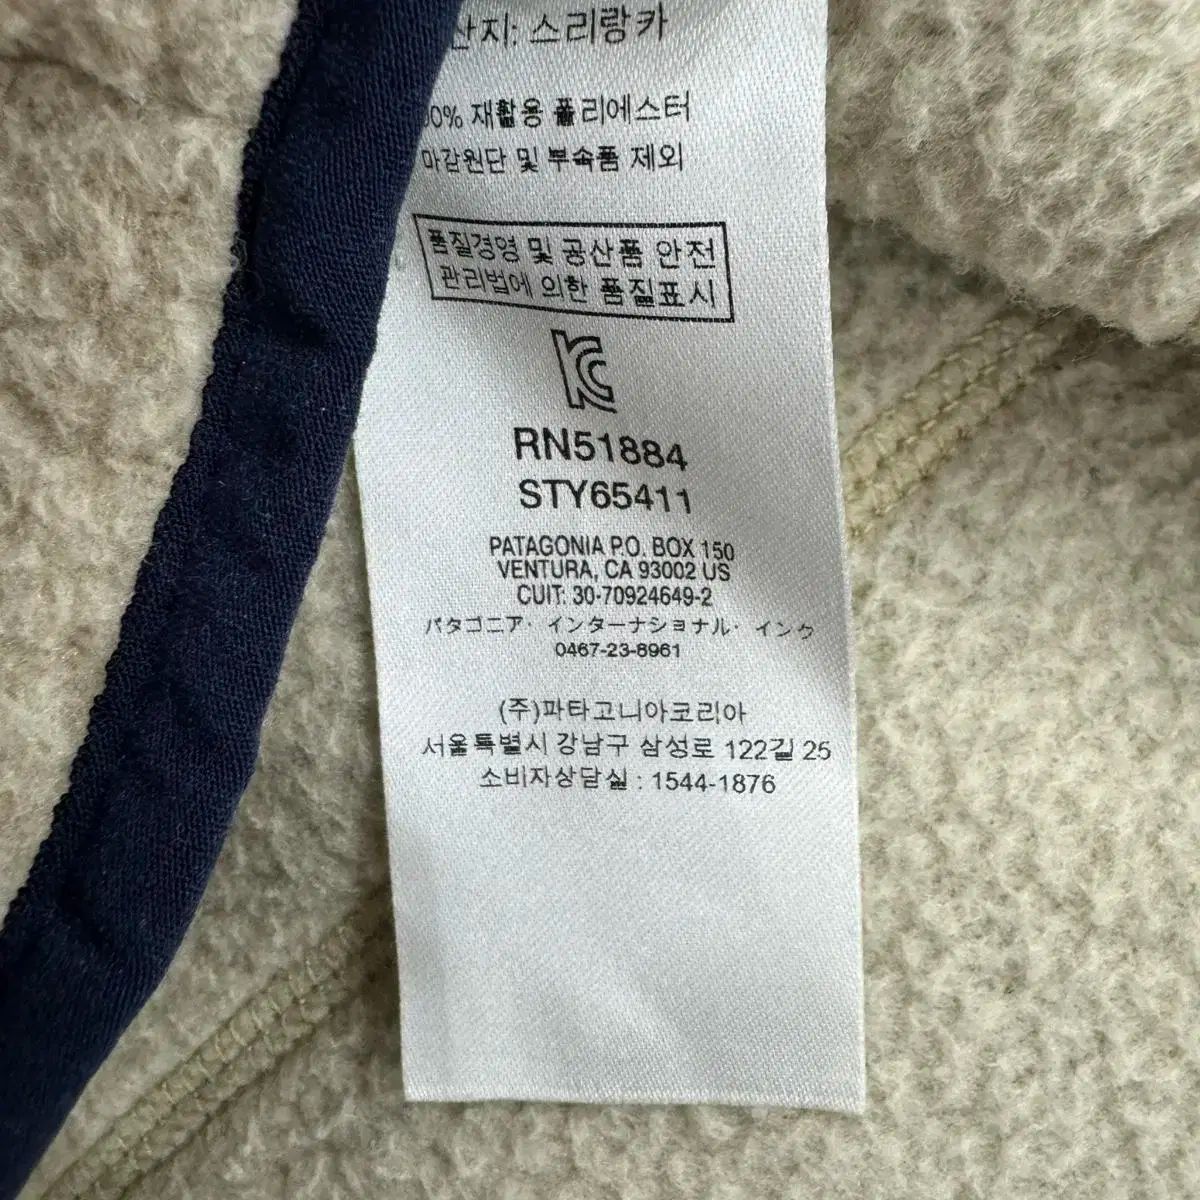 산지: 스리랑카
00% 재활용 폴리에스터
마감원단 및 부속품 제외
품질경영 및 공산품 안전
관리법에 의한 품질표시
RN51884
STY65411
PATAGONIA P.O. BOX 150
VENTURA, CA 93002 US
CUIT: 30-70924649-2
パタゴニア・インターナショナル・インク
0467-23-8961
(주)파타고니아코리아
서울특별시 강남구 삼성로 122길 25
소비자상담실 : 1544-1876